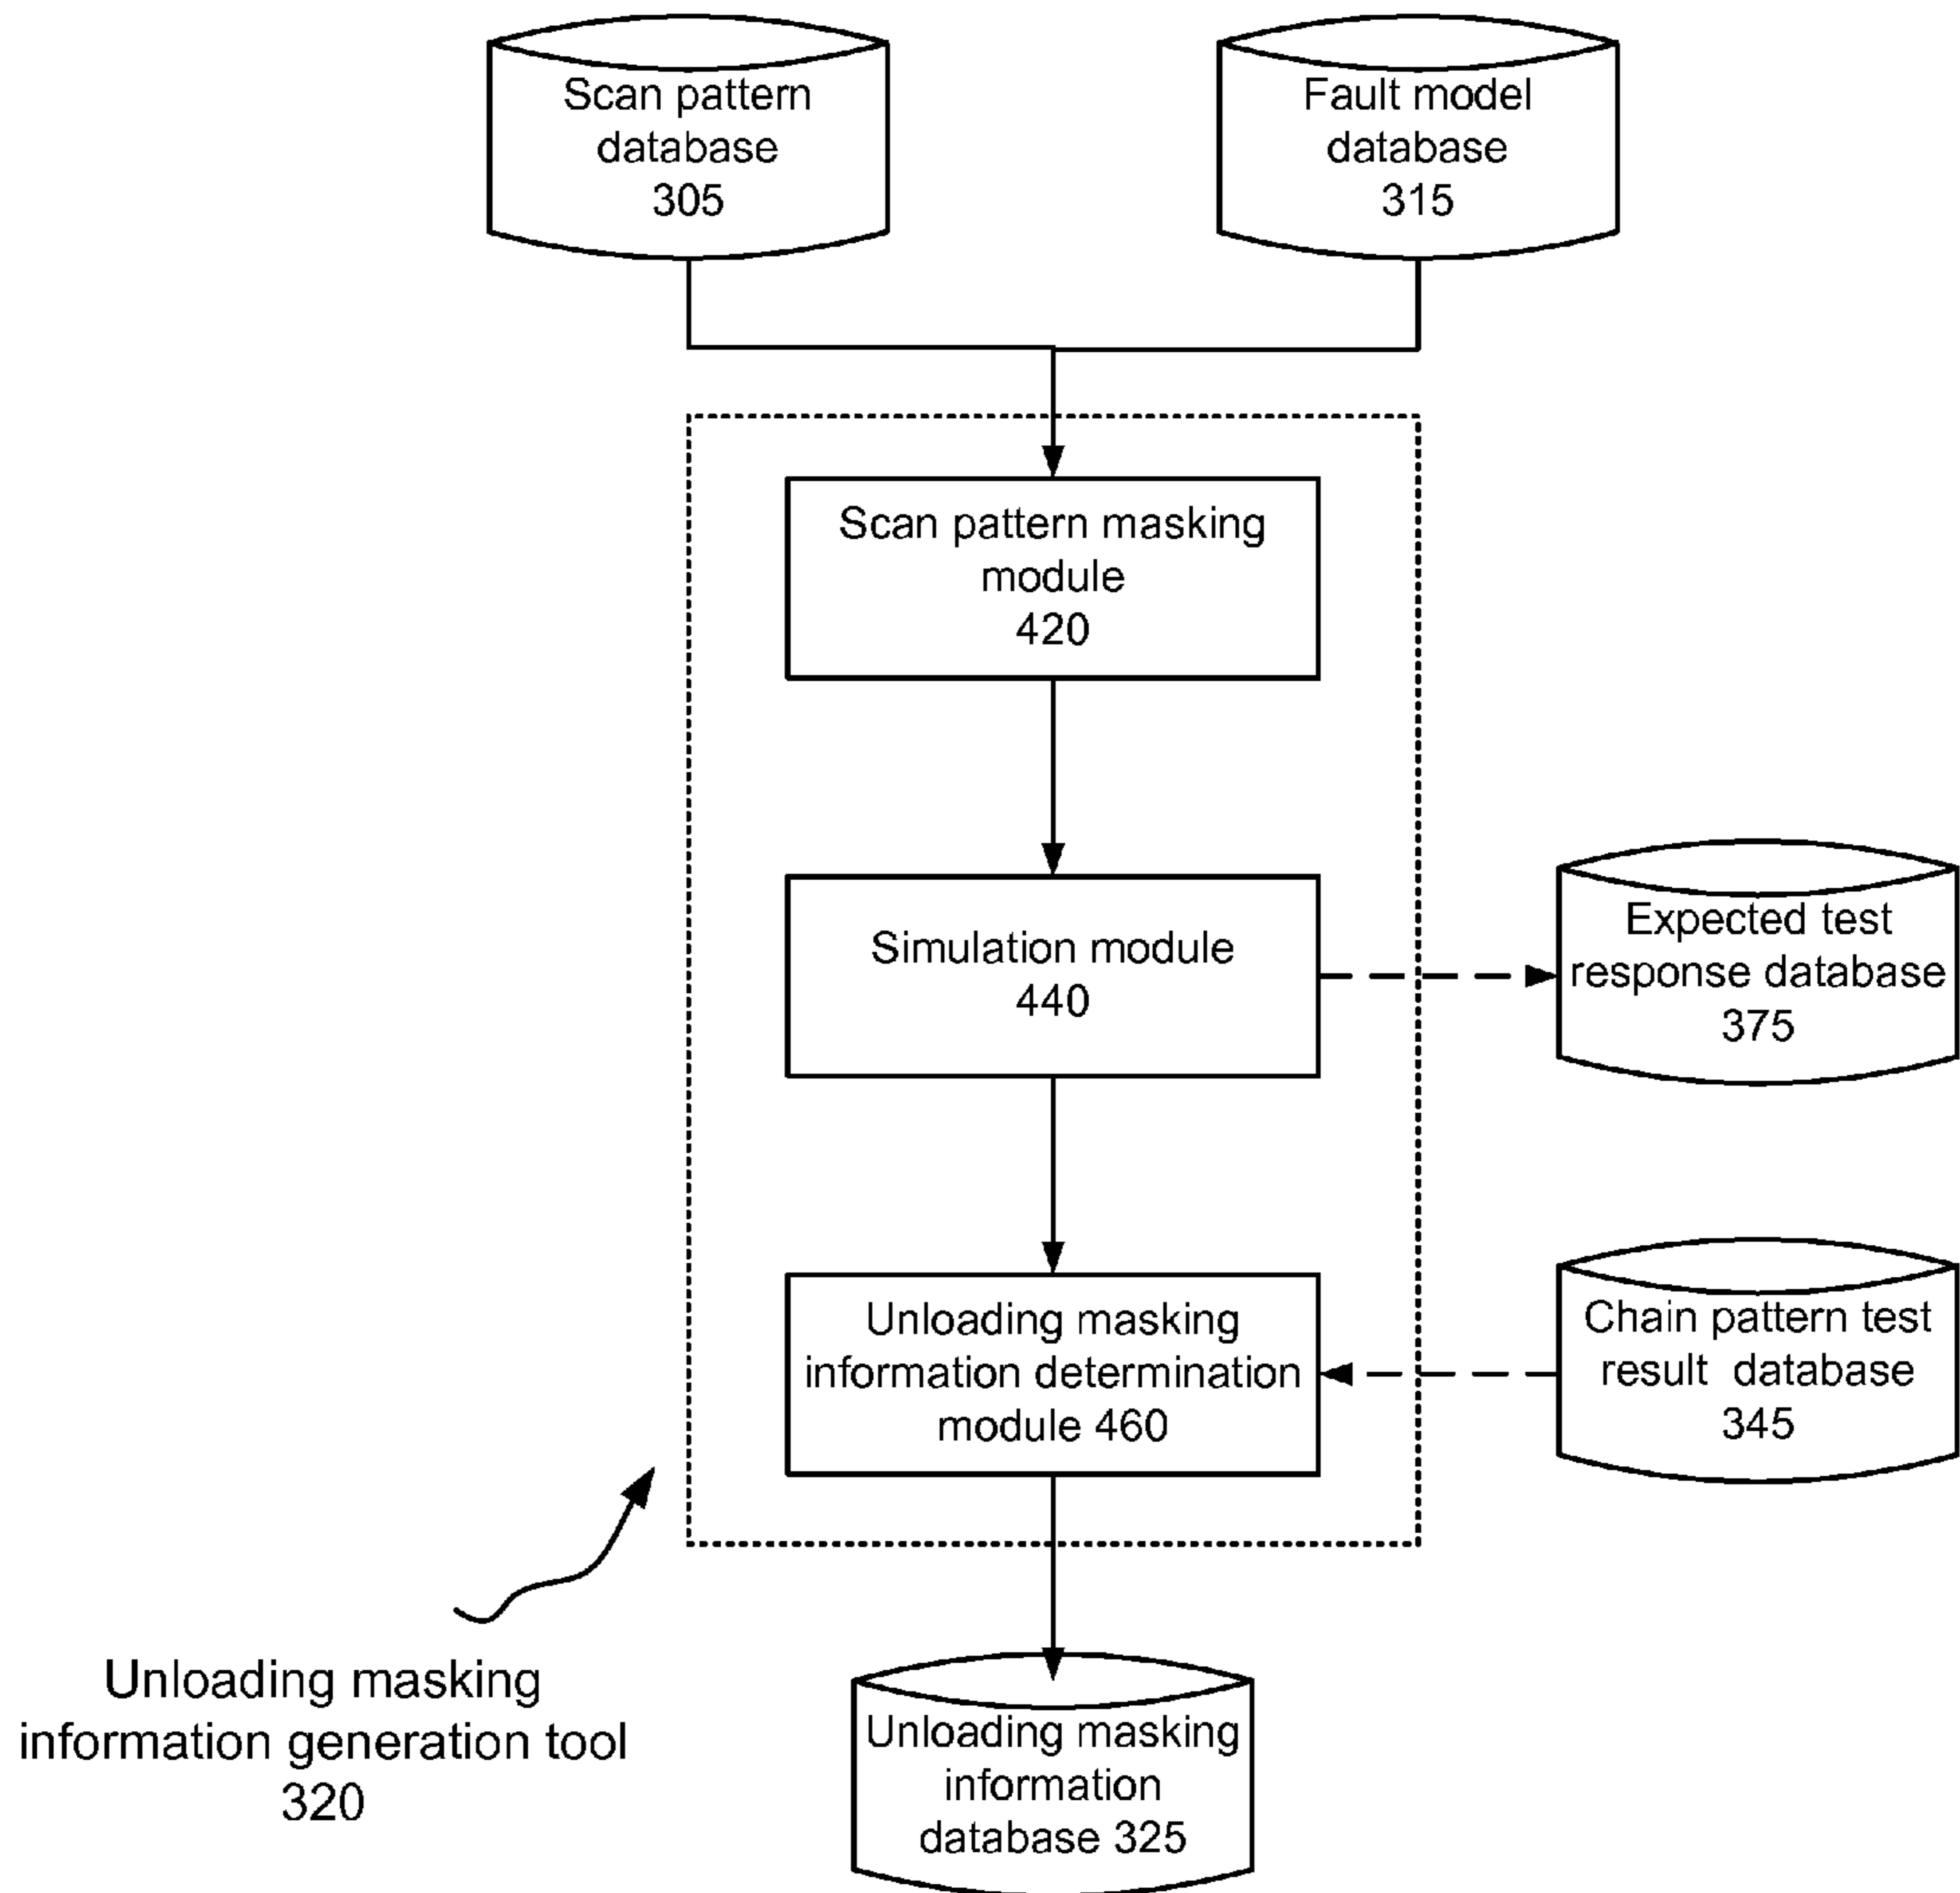 Scan pattern
database
305
Fault model
database
315
Scan pattern masking
module
420
Simulation module
440
Expected test
response database
375
Unloading masking
information determination
module 460
Chain pattern test
result database
345
Unloading masking
information generation tool
320
Unloading masking
information
database 325